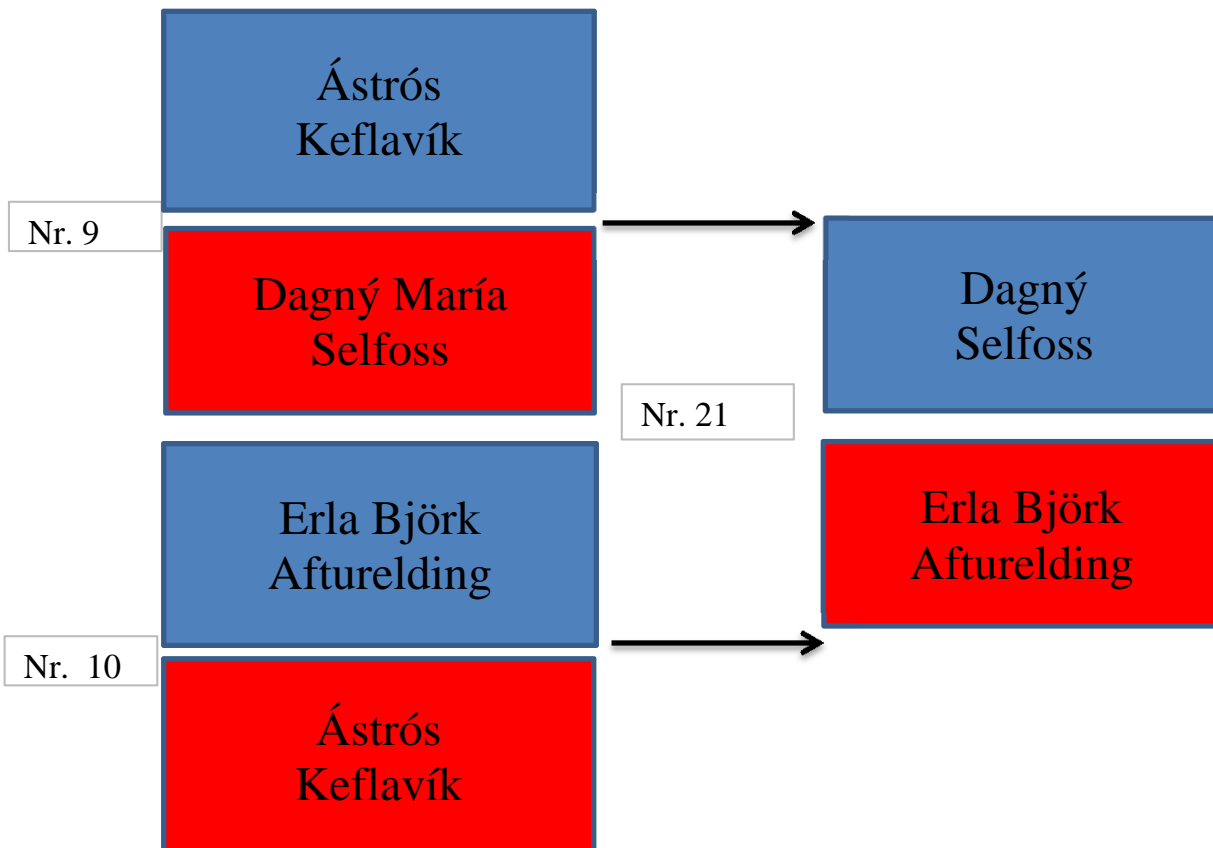 Ástrós
Keflavík
Nr. 9
Dagný María
Selfoss
Dagný
Selfoss
Nr. 21
Erla Björk
Afturelding
Erla Björk
Afturelding
Nr. 10
Ástrós
Keflavík